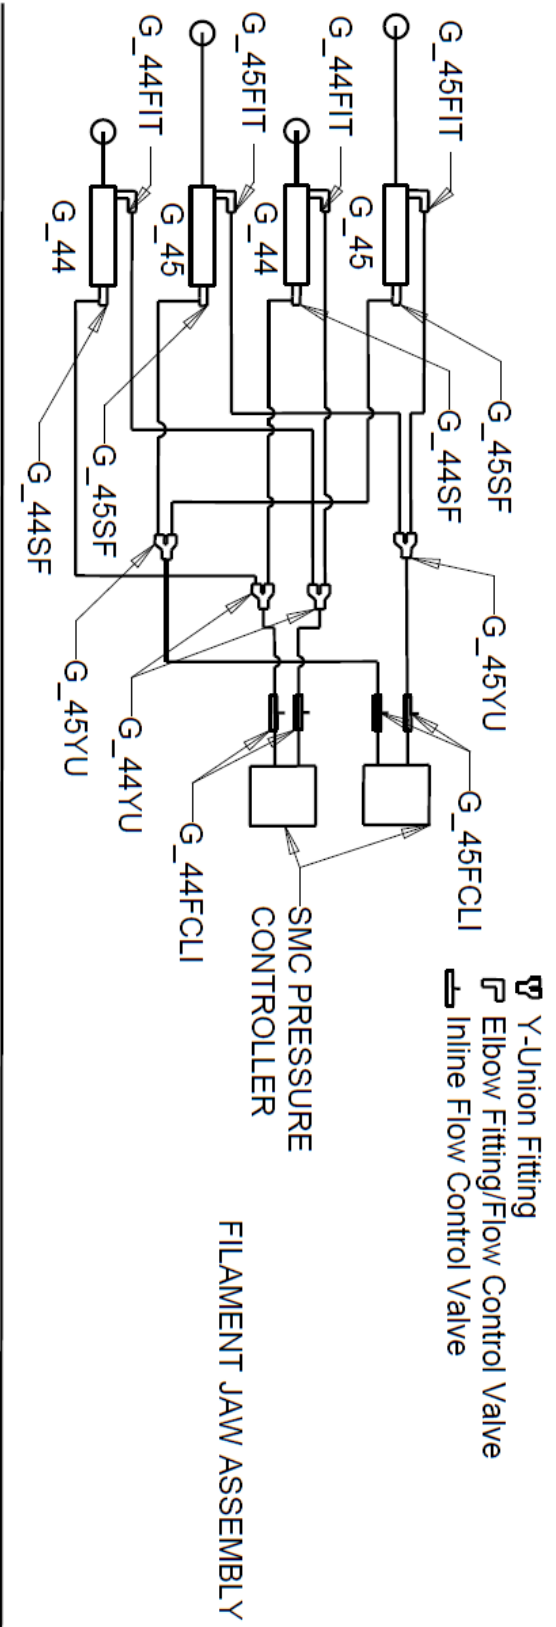 Y-Union Fitting
Elbow Fitting/Flow Control Valve
Inline Flow Control Valve
G_45FIT
G_45SF
G_45YU
G_45FCLI
G_45
G_44FIT
G_44SF
G_44
SMC PRESSURE
CONTROLLER
G_45FIT
FILAMENT JAW ASSEMBLY
G_45
G_44FCLI
G_44FIT
G_44YU
G_45SF
G_45YU
G_44
G_44SF